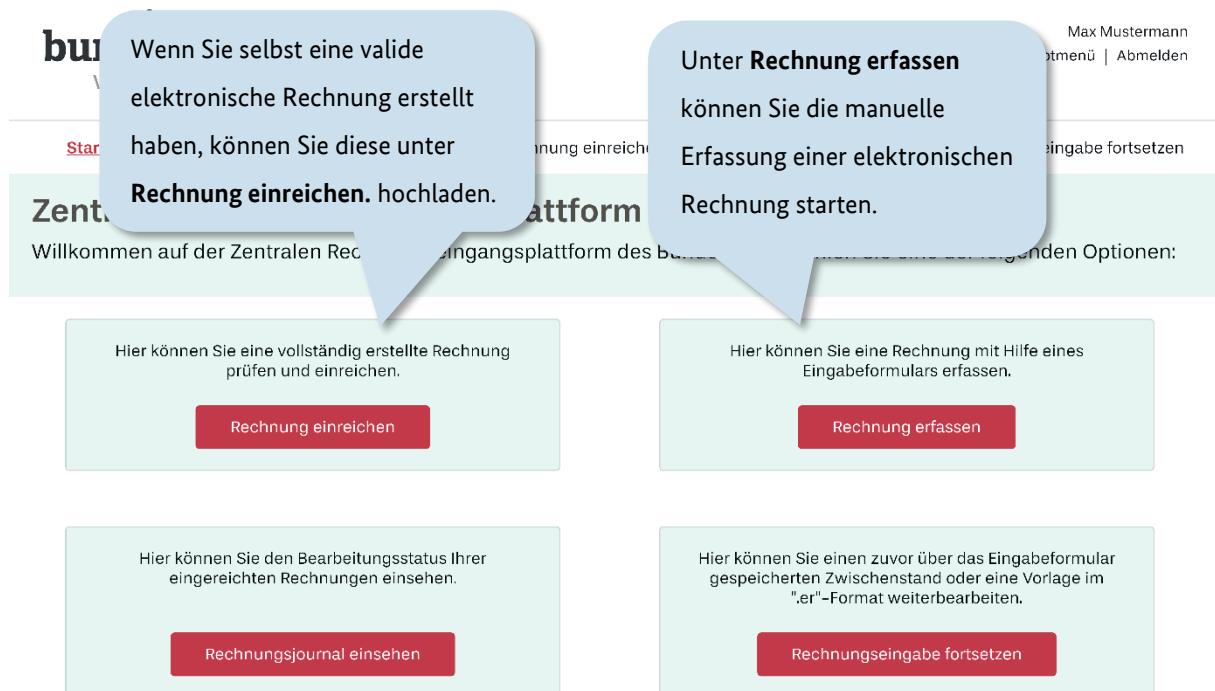 Max Mustermann
Abmelden
Wenn Sie selbst eine valide
elektronische Rechnung erstellt
haben, können Sie diese unter
Rechnung einreichen. hochladen.
Unter Rechnung erfassen
können Sie die manuelle
Erfassung einer elektronischen
Rechnung starten.
fortsetzen
Willkommen auf der Zentralen des Optionen:
Hier können Sie eine vollständig erstellte Rechnung
prüfen und einreichen.
Rechnung einreichen
Hier können Sie eine Rechnung mit Hilfe eines
Eingabeformulars erfassen.
Rechnung erfassen
Hier können Sie den Bearbeitungsstatus Ihrer
eingereichten Rechnungen einsehen.
Rechnungsjournal einsehen
Hier können Sie einen zuvor über das Eingabeformular
gespeicherten Zwischenstand oder eine Vorlage im
".er"-Format weiterbearbeiten.
Rechnungseingabe fortsetzen